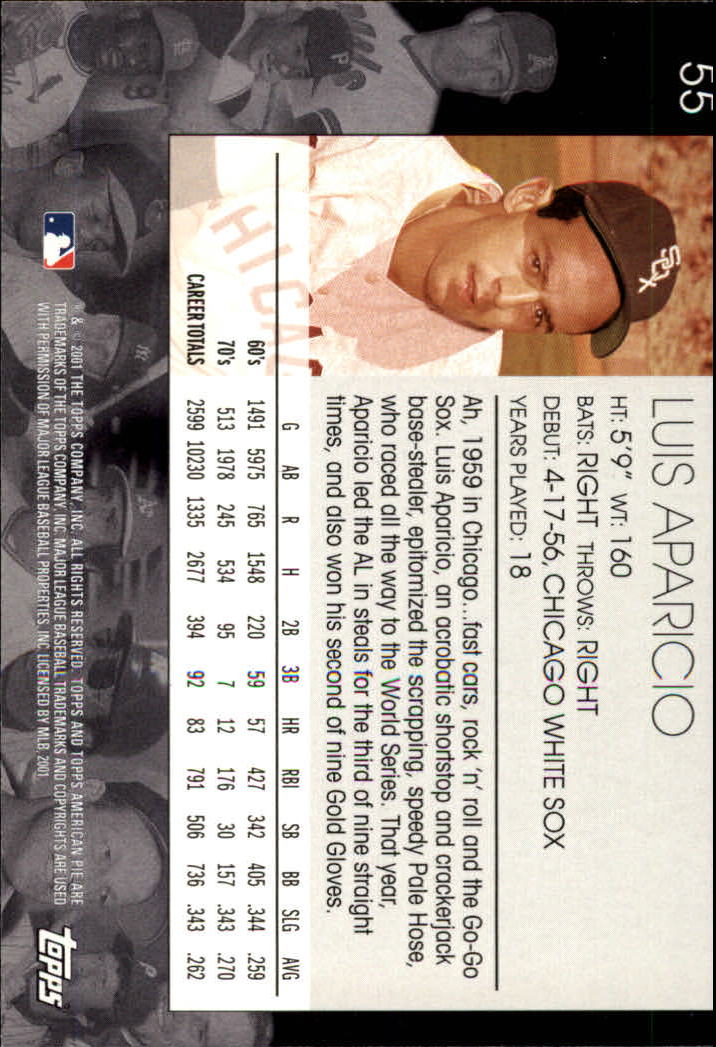 55
LUIS APARICIO
HT: 5'9" WT: 160
BATS: RIGHT THROWS: RIGHT
DEBUT: 4-17-56, CHICAGO WHITE SOX
YEARS PLAYED: 18
Ah, 1959 in Chicago...fast cars, rock 'n' roll and the Go-Go
Sox. Luis Aparicio, an acrobatic shortstop and crackerjack
base-stealer, epitomized the scrapping, speedy Pale Hose,
who raced all the way to the World Series. That year,
Aparicio led the AL in steals for the third of nine straight
times, and also won his second of nine Gold Gloves.
G AB R H 2B 3B HR RBI SB BB SLG AVG
60's 1491 5975 765 1548 220 59 57 427 342 405 .344 .259
70's 513 1978 245 534 95 7 12 176 30 157 .343 .270
CAREER TOTALS 2599 10230 1335 2677 394 92 83 791 506 736 .343 .262
SOX
HICA
® & © 2001 THE TOPPS COMPANY, INC. ALL RIGHTS RESERVED. TOPPS AND TOPPS AMERICAN PIE ARE
TRADEMARKS OF THE TOPPS COMPANY, INC. MAJOR LEAGUE BASEBALL TRADEMARKS AND COPYRIGHTS ARE USED
WITH PERMISSION OF MAJOR LEAGUE BASEBALL PROPERTIES, INC. LICENSED BY MLB, 2001
topps